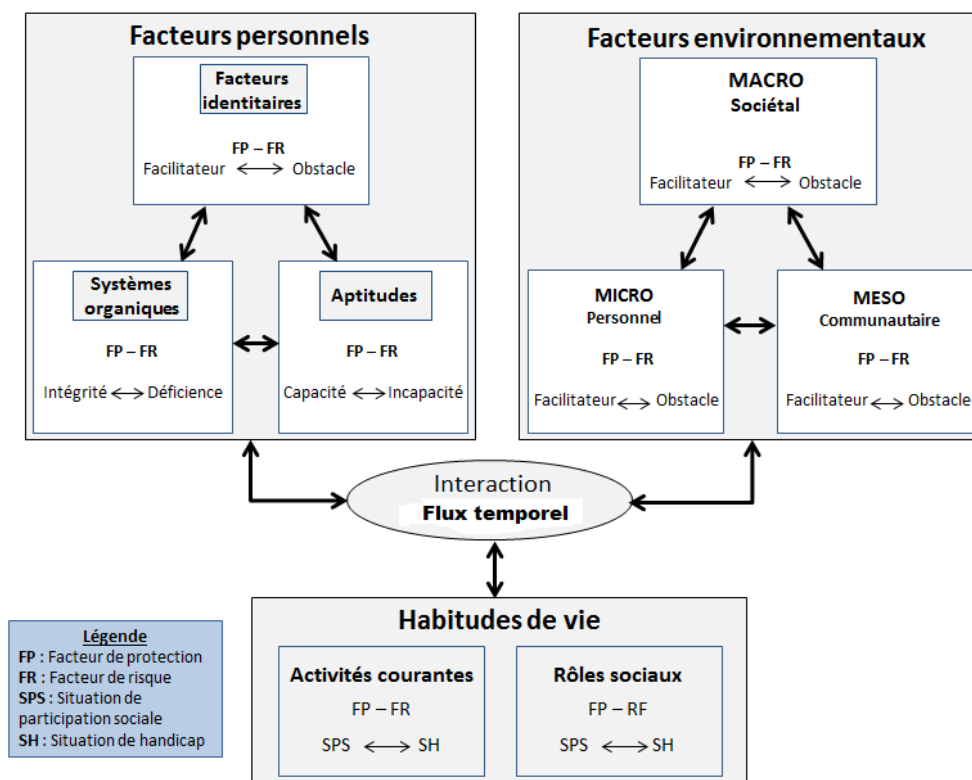 Facteurs personnels
Facteurs
identitaires
FP – FR
Facilitateur Obstacle
Systèmes
organiques
FP – FR
Intégrité Déficience
Aptitudes
FP – FR
Capacité Incapacité
Facteurs environnementaux
MACRO
Sociétal
FP – FR
Facilitateur Obstacle
MICRO
Personnel
FP – FR
Facilitateur Obstacle
MESO
Communautaire
FP – FR
Facilitateur Obstacle
Interaction
Flux temporel
Habitudes de vie
Activités courantes
FP – FR
SPS SH
Rôles sociaux
FP – RF
SPS SH
Légende
FP : Facteur de protection
FR : Facteur de risque
SPS : Situation de
participation sociale
SH : Situation de handicap